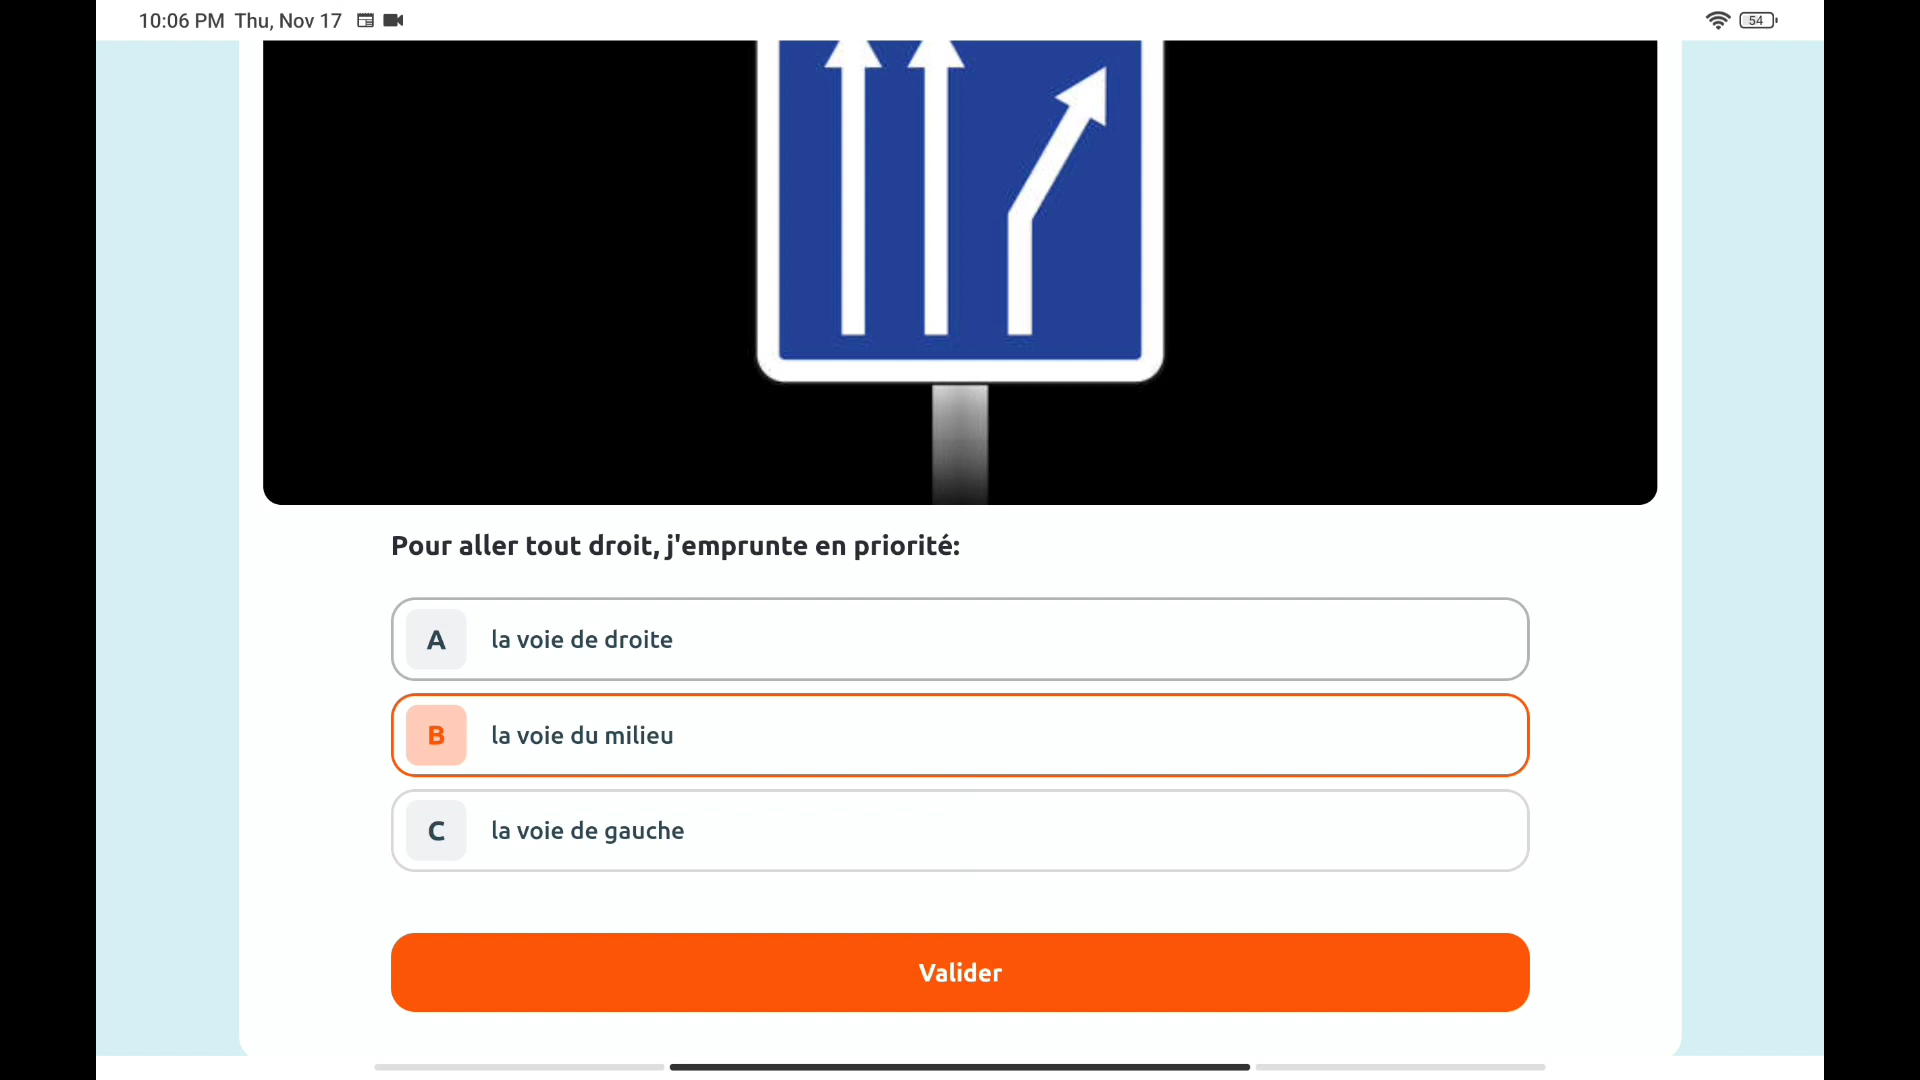 10:06 PM Thu, Nov 17
54
Pour aller tout droit, j'emprunte en priorité:
A la voie de droite
B la voie du milieu
C la voie de gauche
Valider